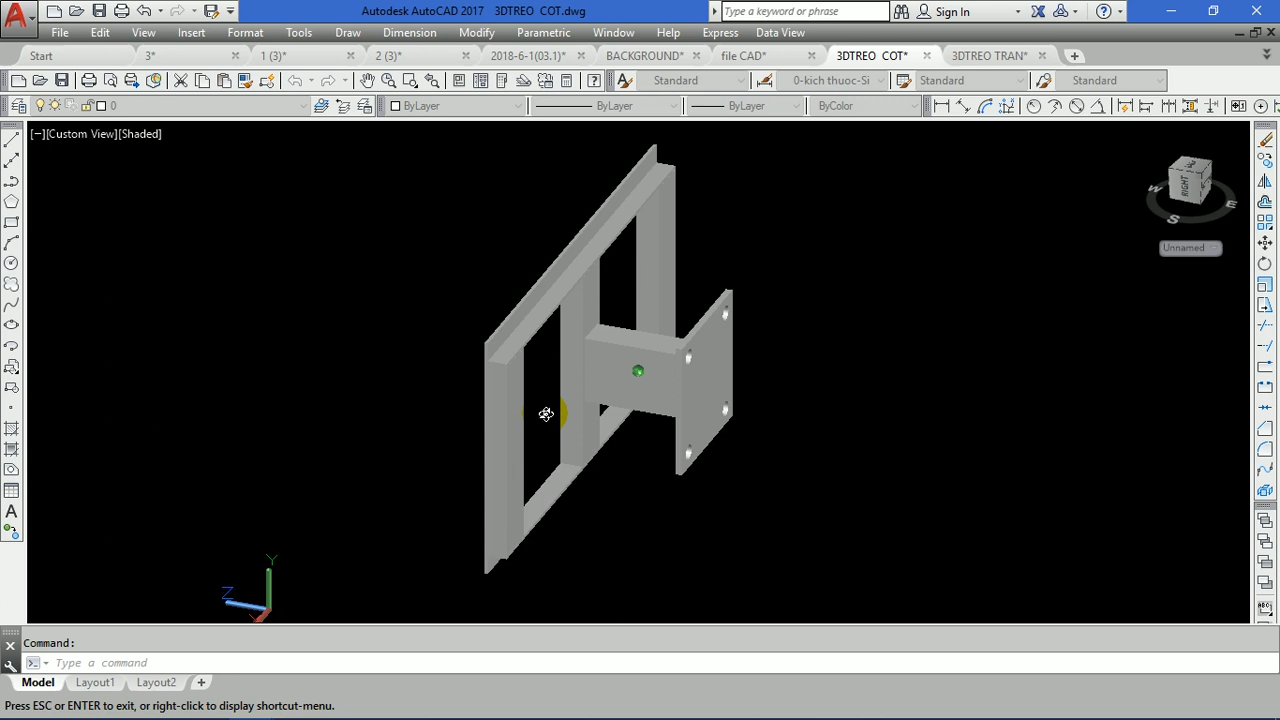 Autodesk AutoCAD 2017   3DTREO  COT.dwg
Type a keyword or phrase
Sign In
File Edit View Insert Format Tools Draw Dimension Modify Parametric Window Help Express Data View
Start 3* 1 (3)* 2 (3)* 2018-6-1(03.1)* BACKGROUND* file CAD* 3DTREO  COT* 3DTREO TRAN*
Standard 0-kich thuoc-Si Standard Standard
0 ByLayer ByLayer ByLayer ByColor
[−][Custom View][Shaded]
RIGHT
W E
S
Unnamed
Y
Z
Command:
Type a command
Model Layout1 Layout2
Press ESC or ENTER to exit, or right-click to display shortcut-menu.